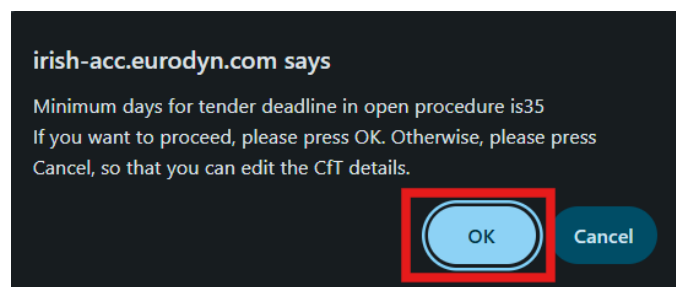 irish-acc.eurodyn.com says
Minimum days for tender deadline in open procedure is35
If you want to proceed, please press OK. Otherwise, please press
Cancel, so that you can edit the CfT details.
OK
Cancel